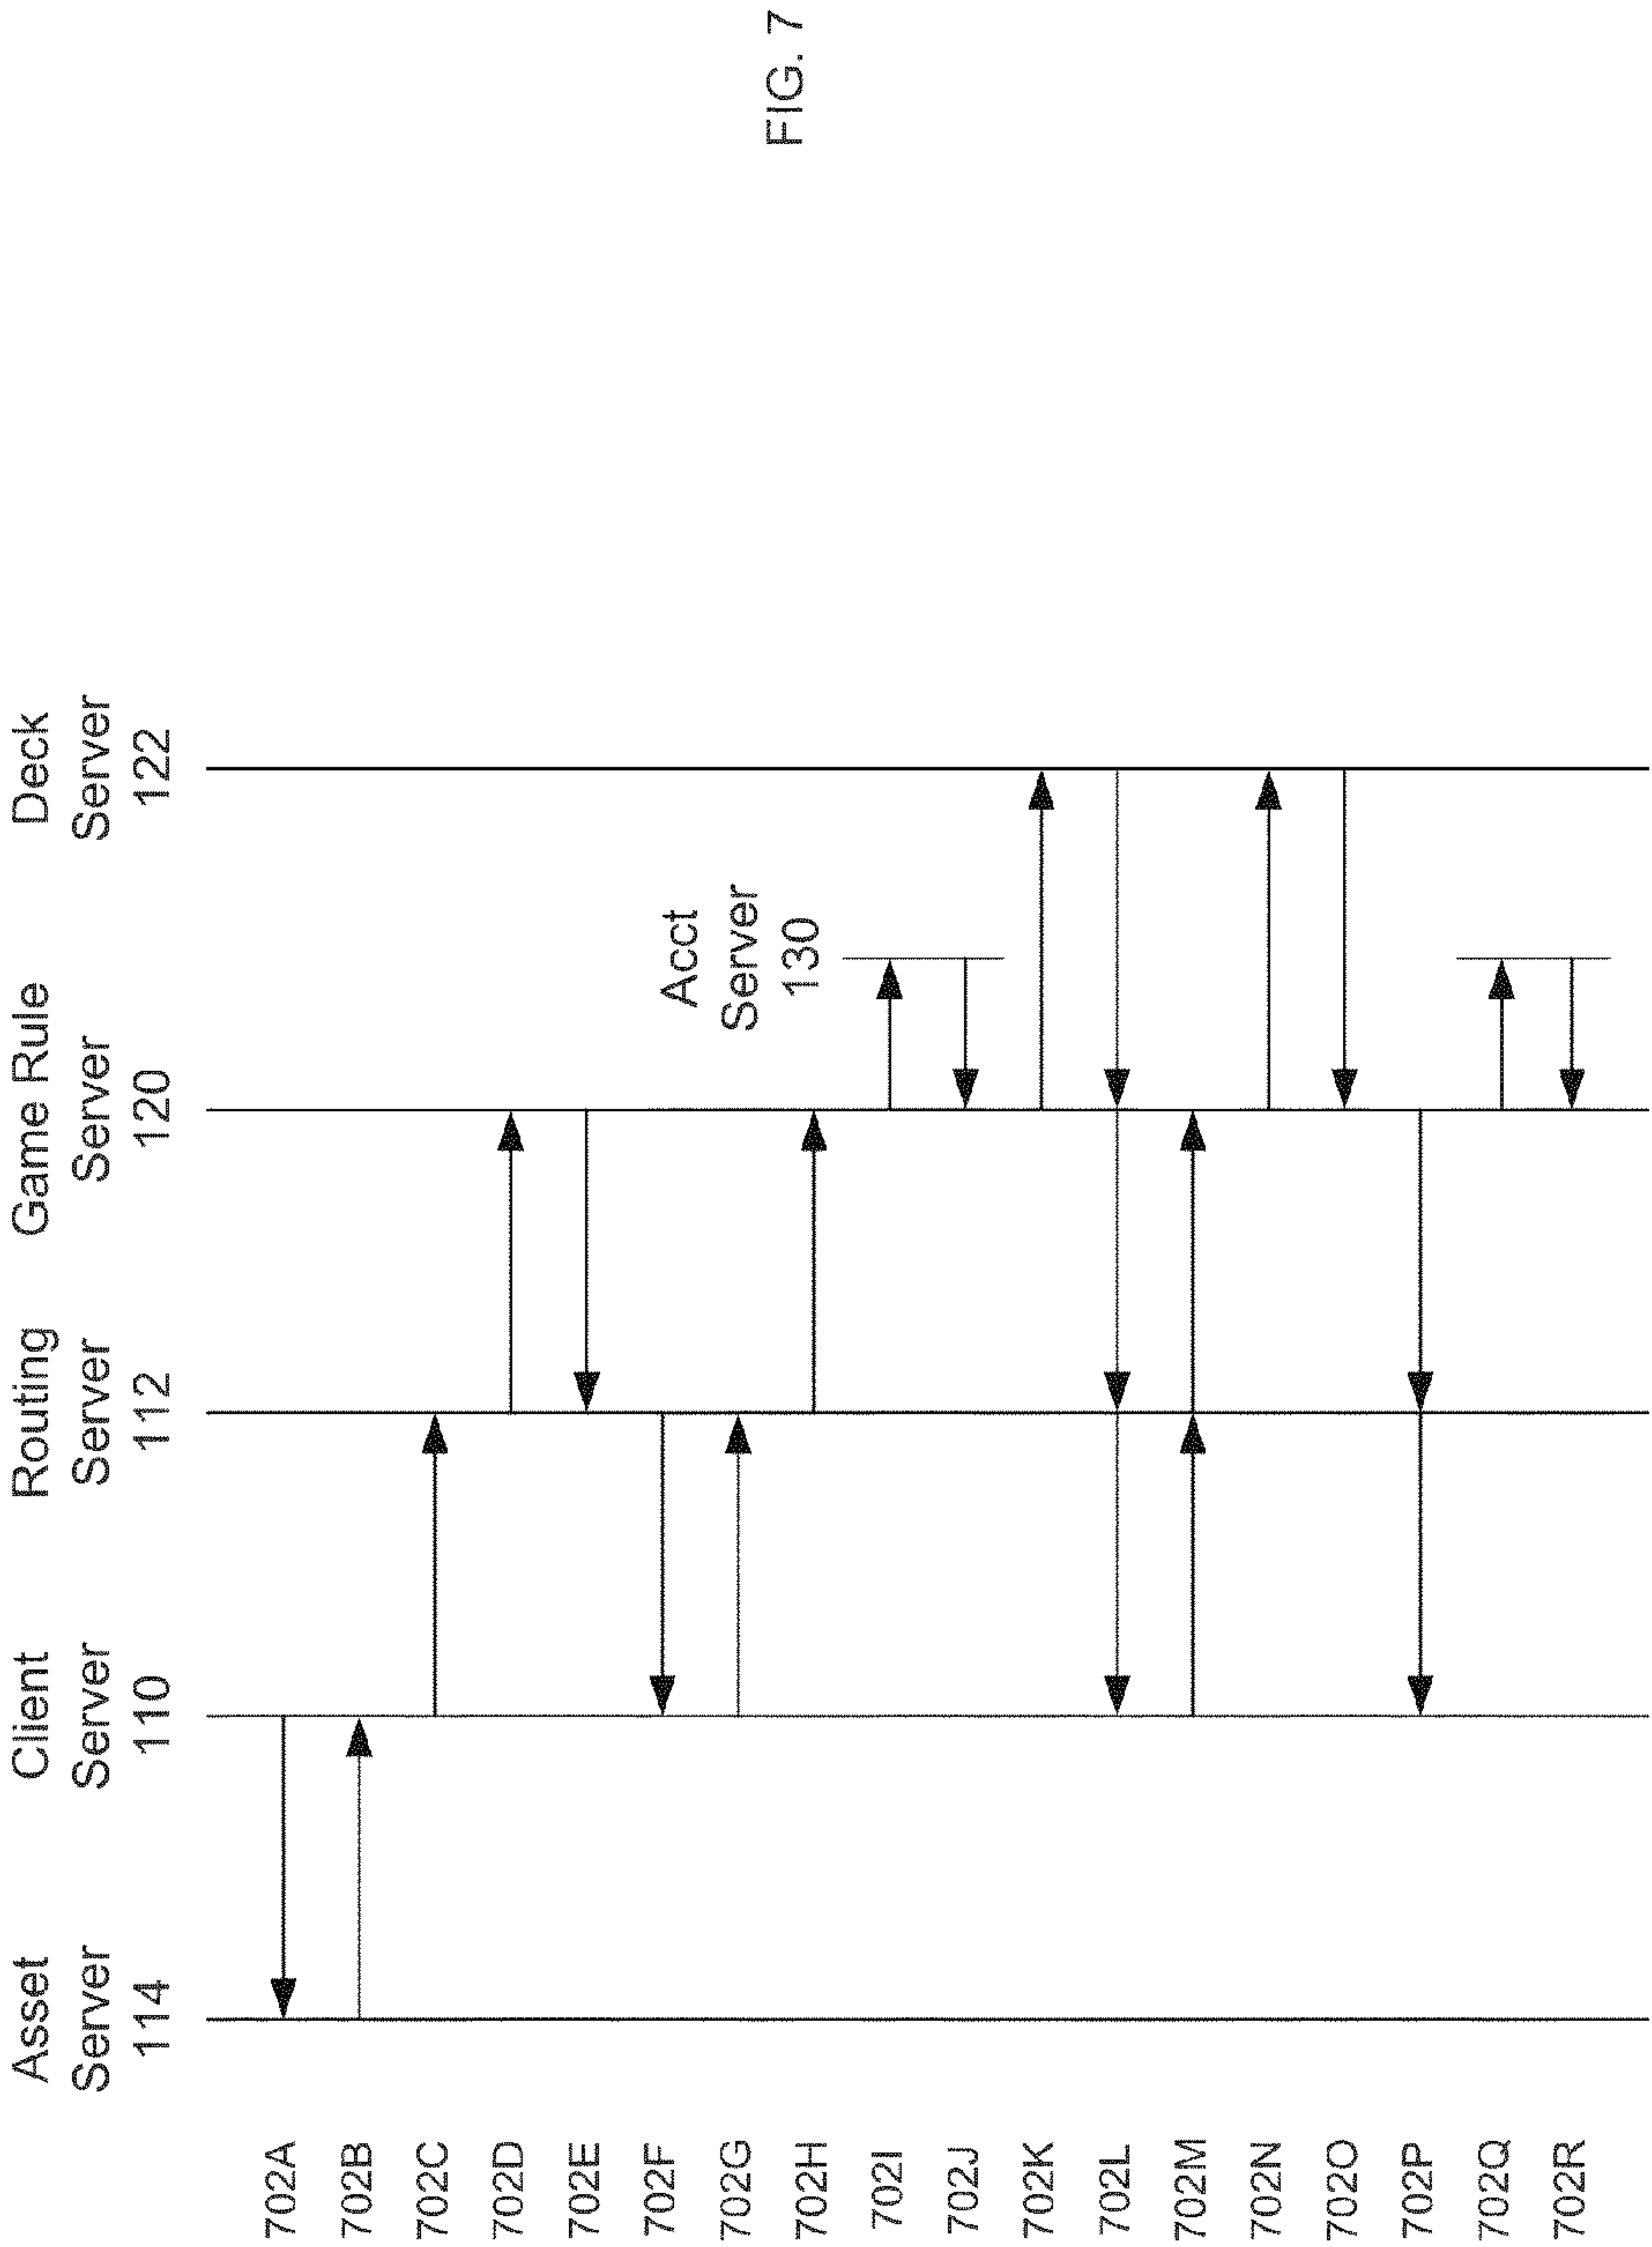 Asset
Server
114
Client
Server
110
Routing
Server
112
Game Rule
Server
120
Deck
Server
122
Acct
Server
130
702A
702B
702C
702D
702E
702F
702G
702H
702I
702J
702K
702L
702M
702N
702O
702P
702Q
702R
FIG. 7